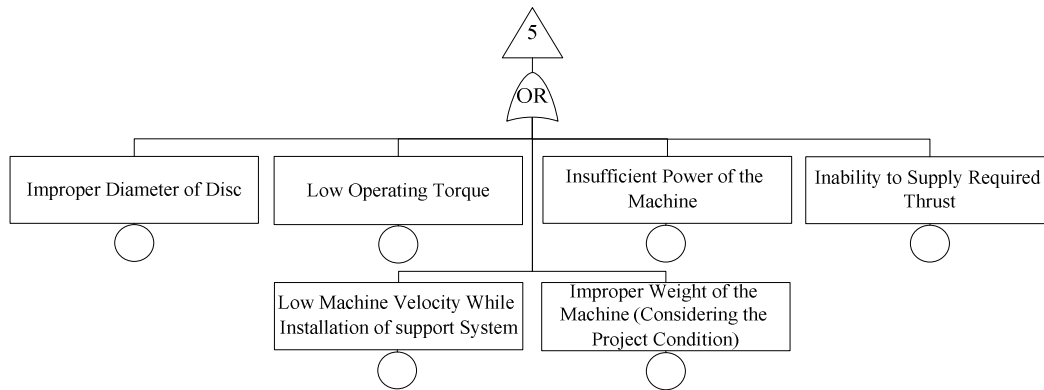 5
OR
Improper Diameter of Disc
Low Operating Torque
Insufficient Power of the
Machine
Inability to Supply Required
Thrust
Low Machine Velocity While
Installation of support System
Improper Weight of the
Machine (Considering the
Project Condition)